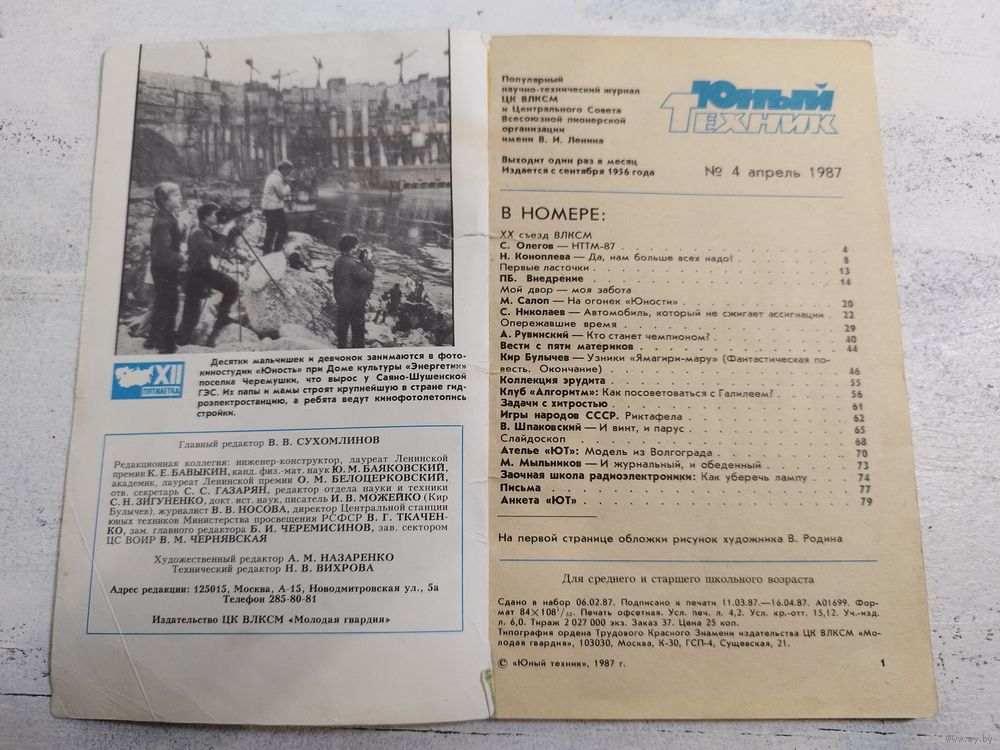 XII
ПЯТИЛЕТКА
Десятки мальчишек и девчонок занимаются в фото-
киностудии «Юность» при Доме культуры «Энергетик»
поселка Черемушки, что вырос у Саяно-Шушенской
ГЭС. Их папы и мамы строят крупнейшую в стране гид-
роэлектростанцию, а ребята ведут кинофотолетопись
стройки.
Главный редактор В. В. СУХОМЛИНОВ
Редакционная коллегия: инженер-конструктор, лауреат Ленинской
премии К. Е. БАВЫКИН, канд. физ.-мат. наук Ю. М. БАЯКОВСКИЙ,
академик, лауреат Ленинской премии О. М. БЕЛОЦЕРКОВСКИЙ,
отв. секретарь С. С. ГАЗАРЯН, редактор отдела науки и техники
С. Н. ЗИГУНЕНКО, докт. ист. наук, писатель И. В. МОЖЕЙКО (Кир
Булычев), журналист В. В. НОСОВА, директор Центральной станции
юных техников Министерства просвещения РСФСР В. Г. ТКАЧЕН-
КО, зам. главного редактора Б. И. ЧЕРЕМИСИНОВ, зав. сектором
ЦС ВОИР В. М. ЧЕРНЯВСКАЯ
Художественный редактор А. М. НАЗАРЕНКО
Технический редактор Н. В. ВИХРОВА
Адрес редакции: 125015, Москва, А-15, Новодмитровская ул., 5а
Телефон 285-80-81
Издательство ЦК ВЛКСМ «Молодая гвардия»
Популярный
научно-технический журнал
ЦК ВЛКСМ
и Центрального Совета
Всесоюзной пионерской
организации
имени В. И. Ленина
Выходит один раз в месяц
Издается с сентября 1956 года
Юный
Техник
№ 4 апрель 1987
В НОМЕРЕ:
XX съезд ВЛКСМ
С. Олегов — НТТМ-87 . . . 4
Н. Коноплева — Да, нам больше всех надо! . . . 8
Первые ласточки . . . 13
ПБ. Внедрение . . . 14
Мой двор — моя забота
М. Салоп — На огонек «Юности» . . . 20
С. Николаев — Автомобиль, который не сжигает ассигнации . 22
Опережавшие время . . . 29
А. Рувинский — Кто станет чемпионом? . . . 40
Вести с пяти материков . . . 44
Кир Булычев — Узники «Ямагири-мару» (Фантастическая по-
весть. Окончание) . . . 46
Коллекция эрудита . . . 55
Клуб «Алгоритм»: Как посоветоваться с Галилеем? . . . 56
Задачи с хитростью . . . 61
Игры народов СССР. Риктафела . . . 62
В. Шпаковский — И винт, и парус . . . 65
Слайдоскоп . . . 68
Ателье «ЮТ»: Модель из Волгограда . . . 70
М. Мыльников — И журнальный, и обеденный . . . 73
Заочная школа радиоэлектроники: Как уберечь лампу . . . 74
Письма . . . 77
Анкета «ЮТ» . . . 79
На первой странице обложки рисунок художника В. Родина
Для среднего и старшего школьного возраста
Сдано в набор 06.02.87. Подписано к печати 11.03.87.—16.04.87. А01699. Фор-
мат 84×108¹/₃₂. Печать офсетная. Усл. печ. л. 4,2. Усл. кр.-отт. 15,12. Уч.-изд.
л. 6,0. Тираж 2 027 000 экз. Заказ 37. Цена 25 коп.
Типография ордена Трудового Красного Знамени издательства ЦК ВЛКСМ «Мо-
лодая гвардия», 103030, Москва, К-30, ГСП-4, Сущевская, 21.
© «Юный техник», 1987 г.
1
www.ay.by